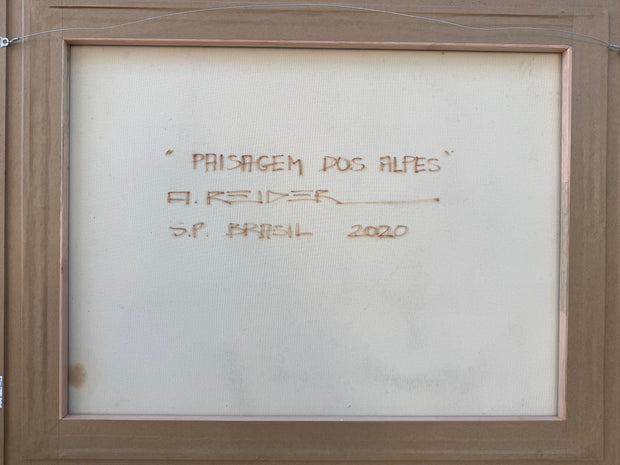 " PAISAGEM DOS ALPES "
A. REIDER
S.P. BRASIL 2020